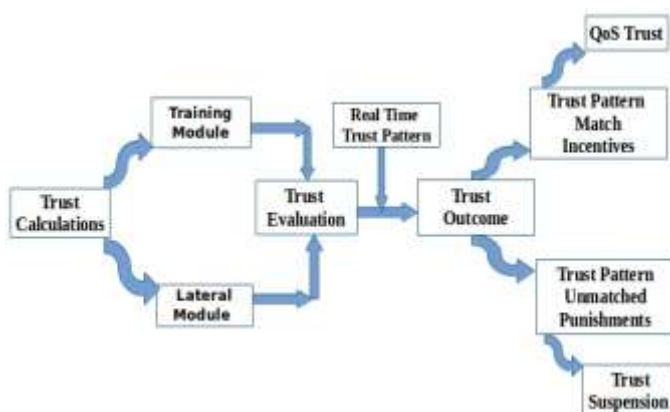 QoS Trust
Trust Pattern
Match
Incentives
Training
Module
Real Time
Trust Pattern
Trust
Calculations
Trust
Evaluation
Trust
Outcome
Lateral
Module
Trust Pattern
Unmatched
Punishments
Trust
Suspension